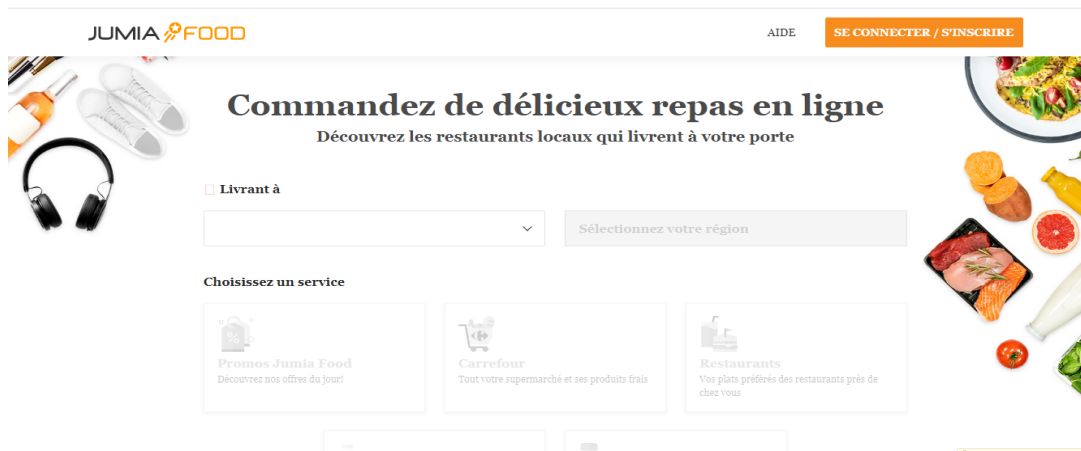 JUMIA FOOD
AIDE
SE CONNECTER / S'INSCRIRE
Commandez de délicieux repas en ligne
Découvrez les restaurants locaux qui livrent à votre porte
Livrant à
Sélectionnez votre région
Choisissez un service
Promos Jumia Food
Découvrez nos offres du jour!
Carrefour
Tout votre supermarché et ses produits frais
Restaurants
Vos plats préférés des restaurants près de
chez vous